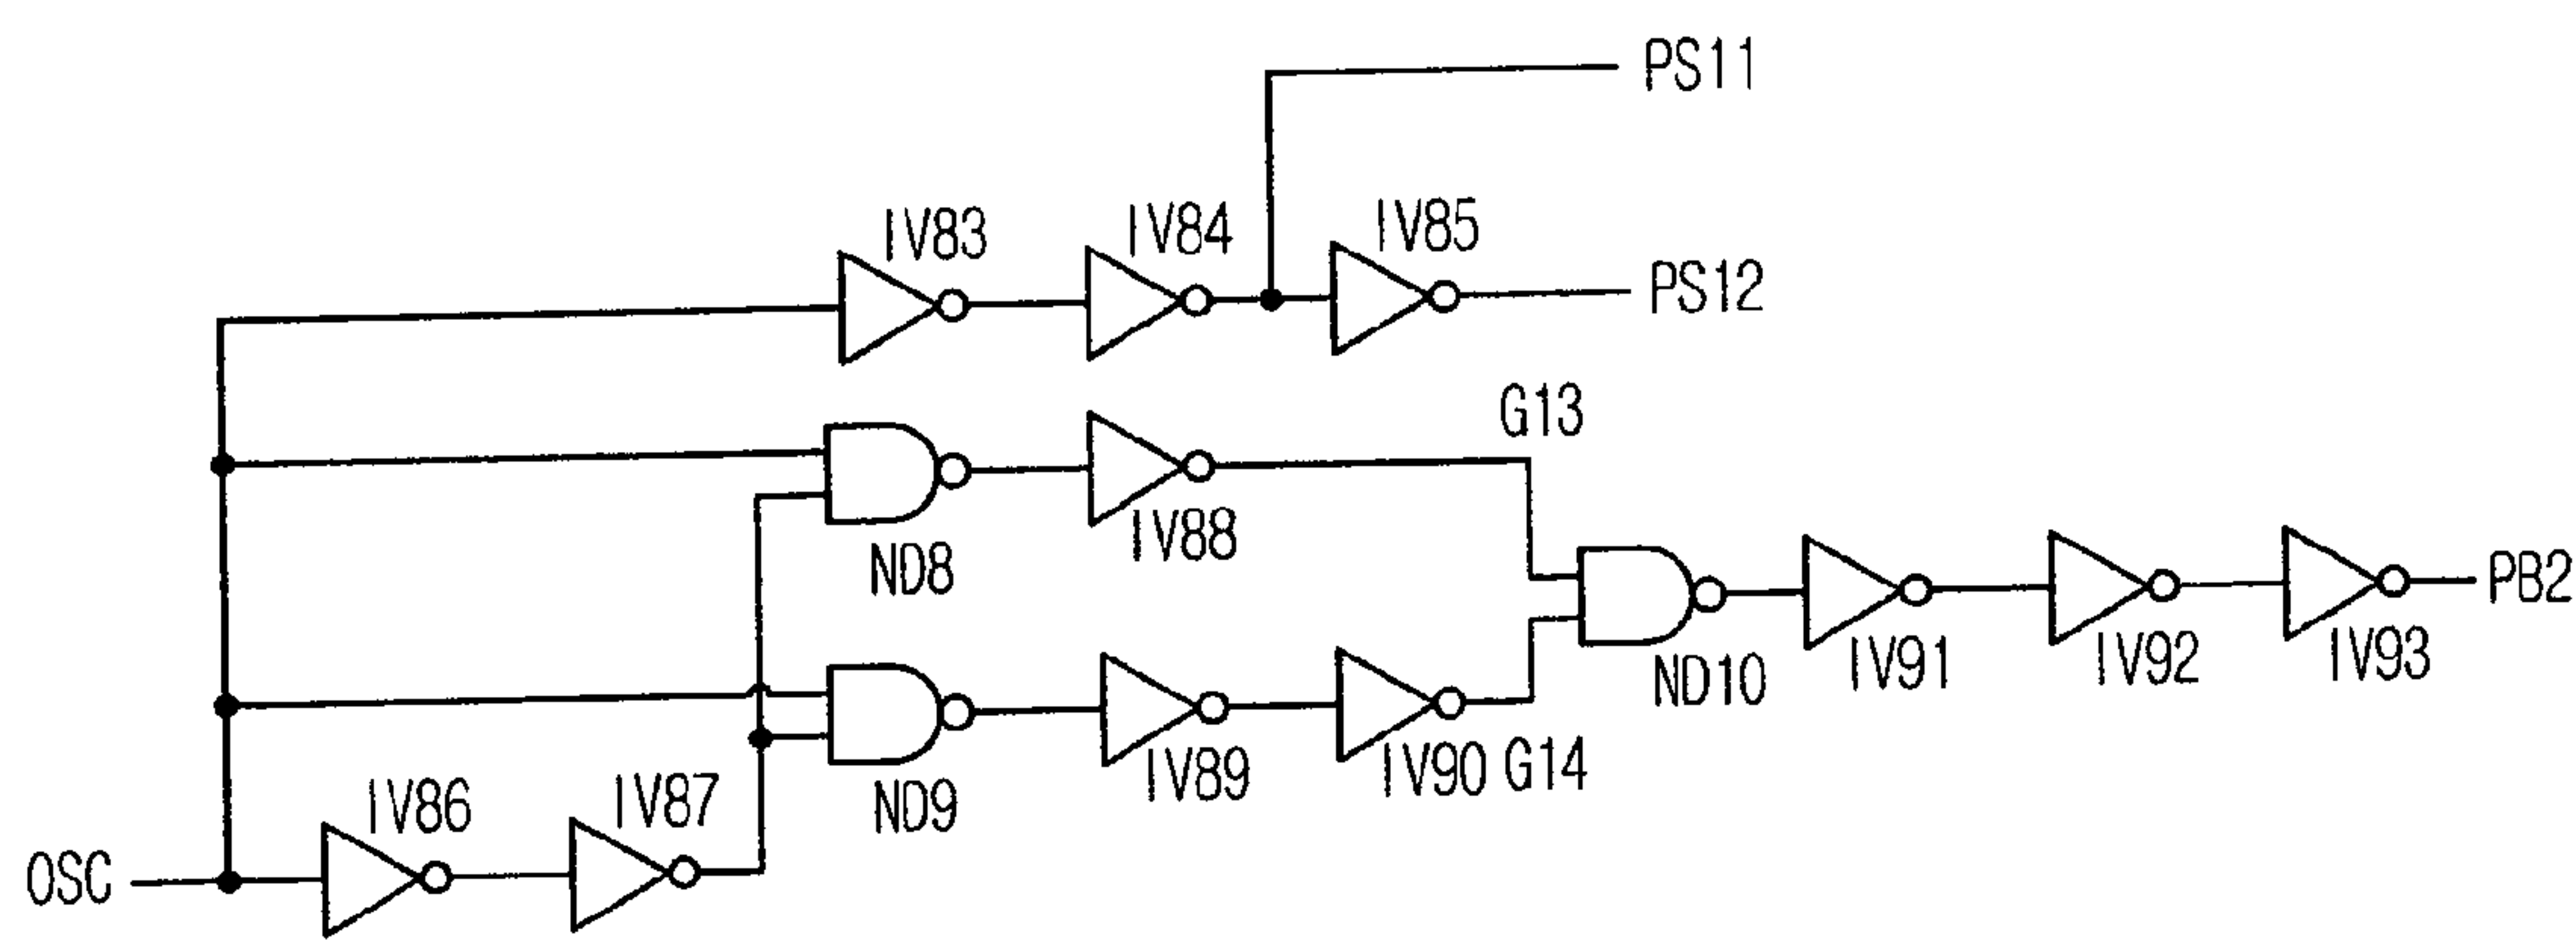 PS11
IV83
IV84
IV85
PS12
G13
IV88
ND8
ND10
IV91
IV92
IV93
PB2
IV86
IV87
ND9
IV89
IV90
G14
OSC